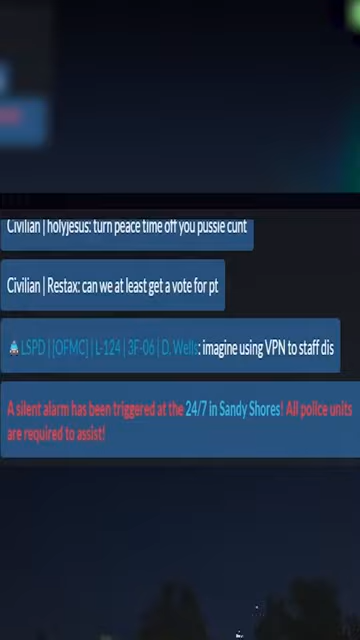 Civilian | holyjesus: turn peace time off you pussie cunt
Civilian | Restax: can we at least get a vote for pt
LSPD | [OFMC] | L-124 | 3F-06 | D. Wells: imagine using VPN to staff dis
A silent alarm has been triggered at the 24/7 in Sandy Shores! All police units
are required to assist!